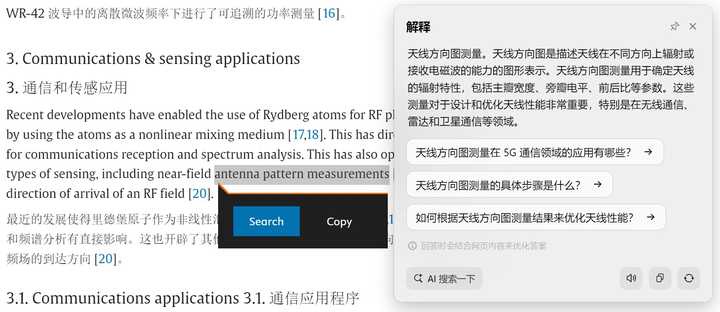 WR-42 波导中的离散微波频率下进行了可追溯的功率测量 [16]。
3. Communications & sensing applications
3. 通信和传感应用
Recent developments have enabled the use of Rydberg atoms for RF
by using the atoms as a nonlinear mixing medium [17,18]. This has
for communications reception and spectrum analysis. This has also
types of sensing, including near-field antenna pattern measurements
direction of arrival of an RF field [20].
最近的发展使得里德堡原子作为非线性
和频谱分析有直接影响。这也开辟了其
频场的到达方向 [20]。
Search
Copy
3.1. Communications applications 3.1. 通信应用程序
解释
天线方向图测量。天线方向图是描述天线在不同方向上辐射或
接收电磁波的能力的图形表示。天线方向图测量用于确定天线
的辐射特性，包括主瓣宽度、旁瓣电平、前后比等参数。这些
测量对于设计和优化天线性能非常重要，特别是在无线通信、
雷达和卫星通信等领域。
天线方向图测量在 5G 通信领域的应用有哪些？ →
天线方向图测量的具体步骤是什么？ →
如何根据天线方向图测量结果来优化天线性能？ →
回答时会结合网页内容来优化答案
AI 搜索一下